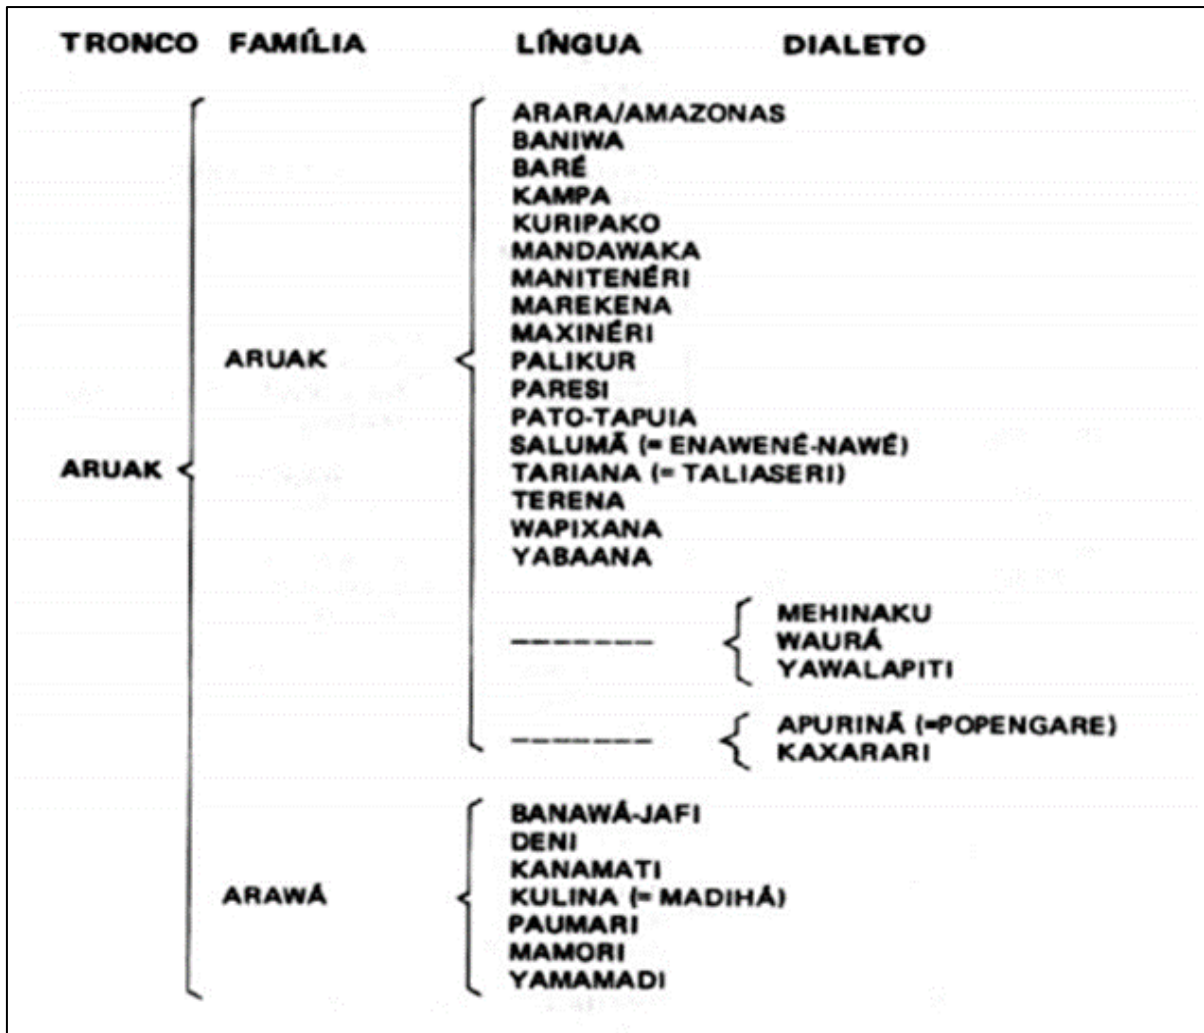 TRONCO FAMÍLIA LÍNGUA DIALETO
ARARA/AMAZONAS
BANIWA
BARÉ
KAMPA
KURIPAKO
MANDAWAKA
MANITENÉRI
MAREKENA
MAXINÉRI
ARUAK PALIKUR
PARESI
PATO-TAPUIA
SALUMÃ (= ENAWENÉ-NAWÉ)
ARUAK TARIANA (= TALIASERI)
TERENA
WAPIXANA
YABAANA
MEHINAKU
--------- WAURÁ
YAWALAPITI
APURINÃ (=POPENGARE)
--------- KAXARARI
BANAWÁ-JAFI
DENI
KANAMATI
ARAWÁ KULINA (= MADIHÁ)
PAUMARI
MAMORI
YAMAMADI